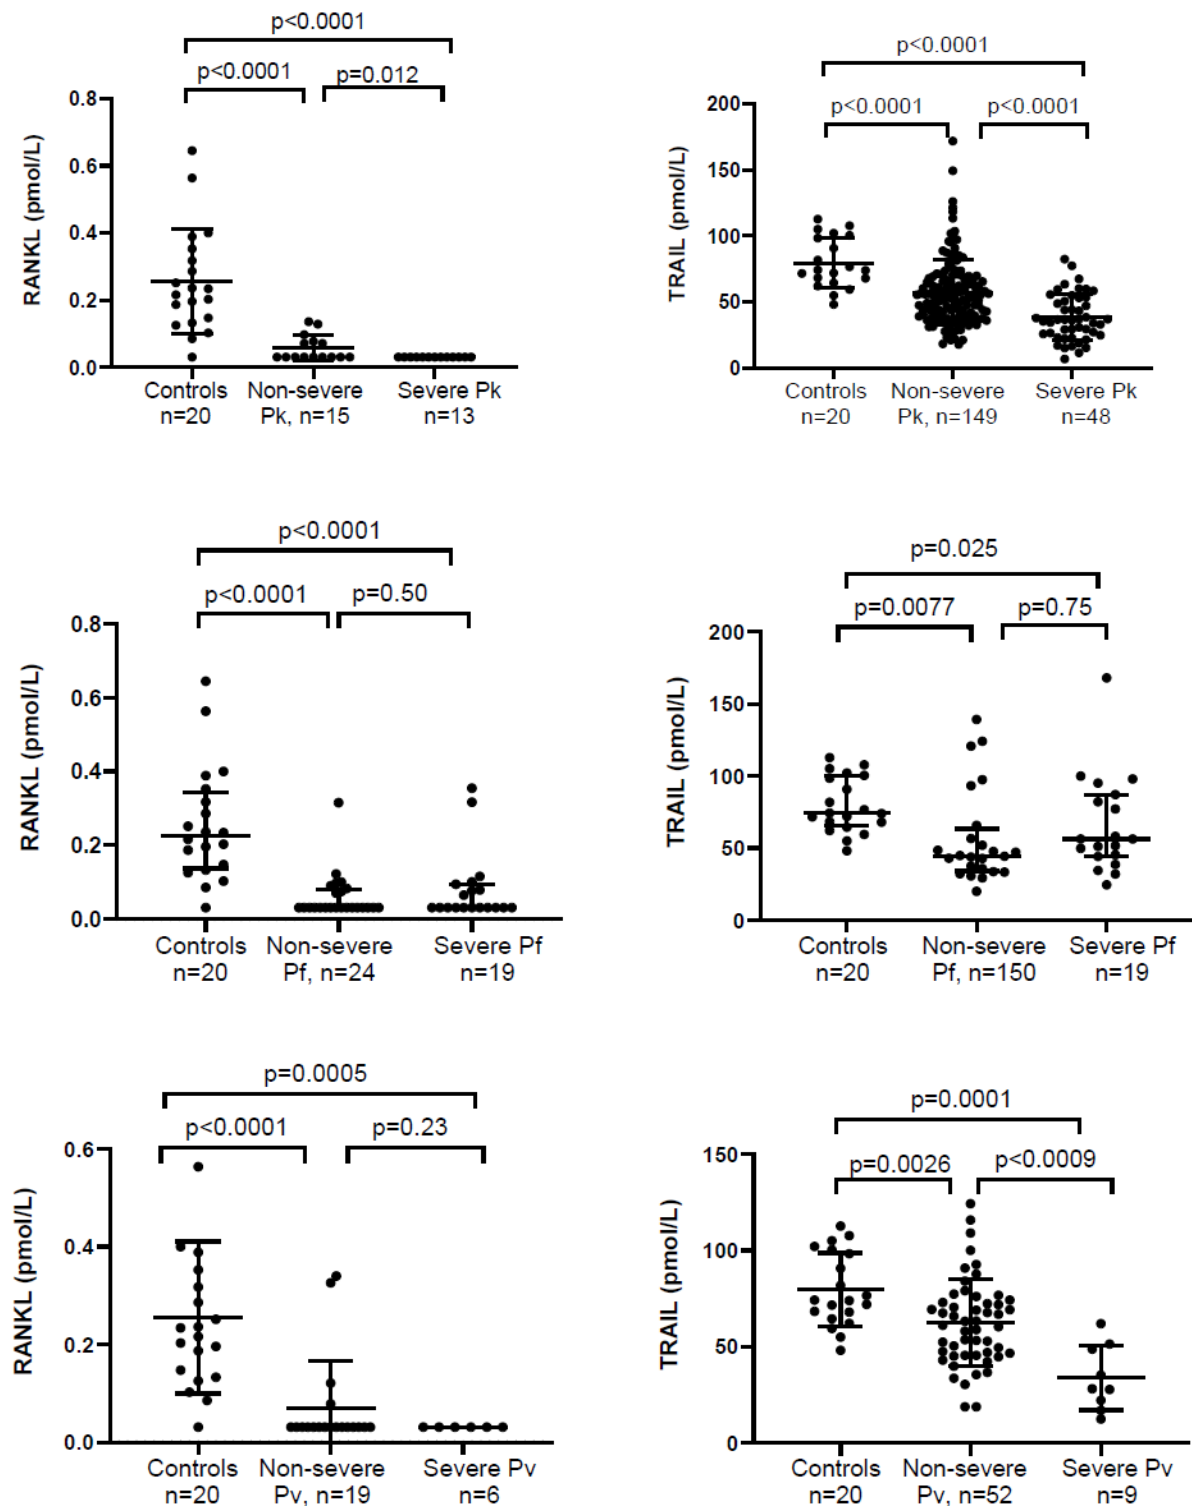 p<0.0001
p<0.0001
p=0.012
RANKL (pmol/L)
0.8
0.6
0.4
0.2
0.0
Controls
n=20
Non-severe
Pk, n=15
Severe Pk
n=13
p<0.0001
p<0.0001
p<0.0001
TRAIL (pmol/L)
200
150
100
50
0
Controls
n=20
Non-severe
Pk, n=149
Severe Pk
n=48
p<0.0001
p<0.0001
p=0.50
RANKL (pmol/L)
0.8
0.6
0.4
0.2
0.0
Controls
n=20
Non-severe
Pf, n=24
Severe Pf
n=19
p=0.025
p=0.0077
p=0.75
TRAIL (pmol/L)
200
150
100
50
0
Controls
n=20
Non-severe
Pf, n=150
Severe Pf
n=19
p=0.0005
p<0.0001
p=0.23
RANKL (pmol/L)
0.6
0.4
0.2
0.0
Controls
n=20
Non-severe
Pv, n=19
Severe Pv
n=6
p=0.0001
p=0.0026
p<0.0009
TRAIL (pmol/L)
150
100
50
0
Controls
n=20
Non-severe
Pv, n=52
Severe Pv
n=9